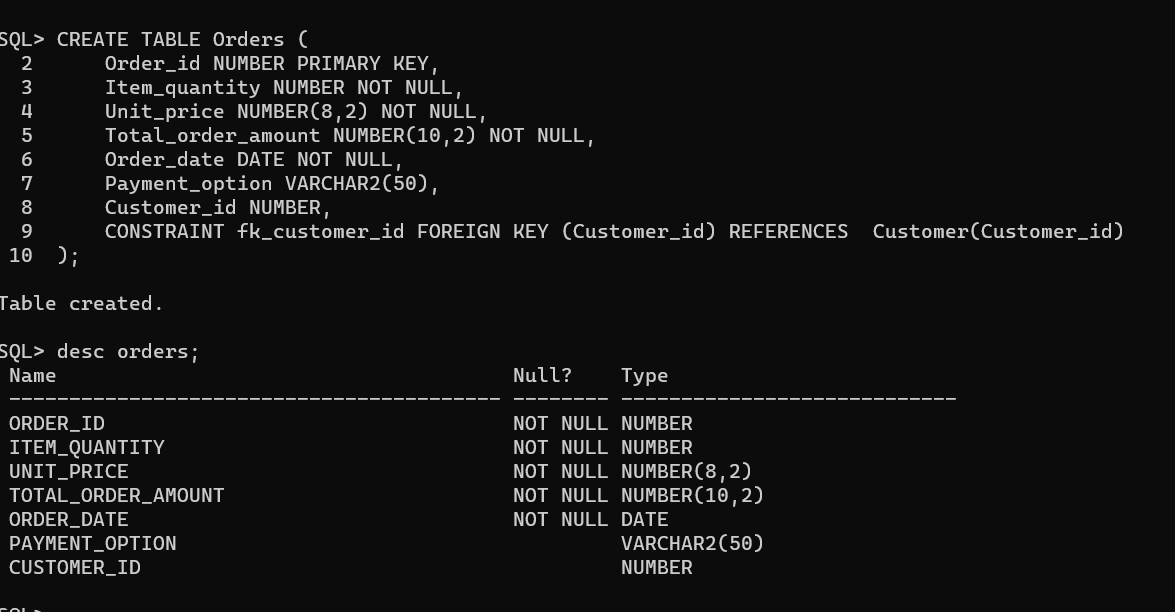 SQL> CREATE TABLE Orders (
  2      Order_id NUMBER PRIMARY KEY,
  3      Item_quantity NUMBER NOT NULL,
  4      Unit_price NUMBER(8,2) NOT NULL,
  5      Total_order_amount NUMBER(10,2) NOT NULL,
  6      Order_date DATE NOT NULL,
  7      Payment_option VARCHAR2(50),
  8      Customer_id NUMBER,
  9      CONSTRAINT fk_customer_id FOREIGN KEY (Customer_id) REFERENCES  Customer(Customer_id)
 10  );
Table created.
SQL> desc orders;
 Name                                      Null?    Type
 ----------------------------------------- -------- ----------------------------
 ORDER_ID                                  NOT NULL NUMBER
 ITEM_QUANTITY                             NOT NULL NUMBER
 UNIT_PRICE                                NOT NULL NUMBER(8,2)
 TOTAL_ORDER_AMOUNT                        NOT NULL NUMBER(10,2)
 ORDER_DATE                                NOT NULL DATE
 PAYMENT_OPTION                                     VARCHAR2(50)
 CUSTOMER_ID                                        NUMBER
SQL>